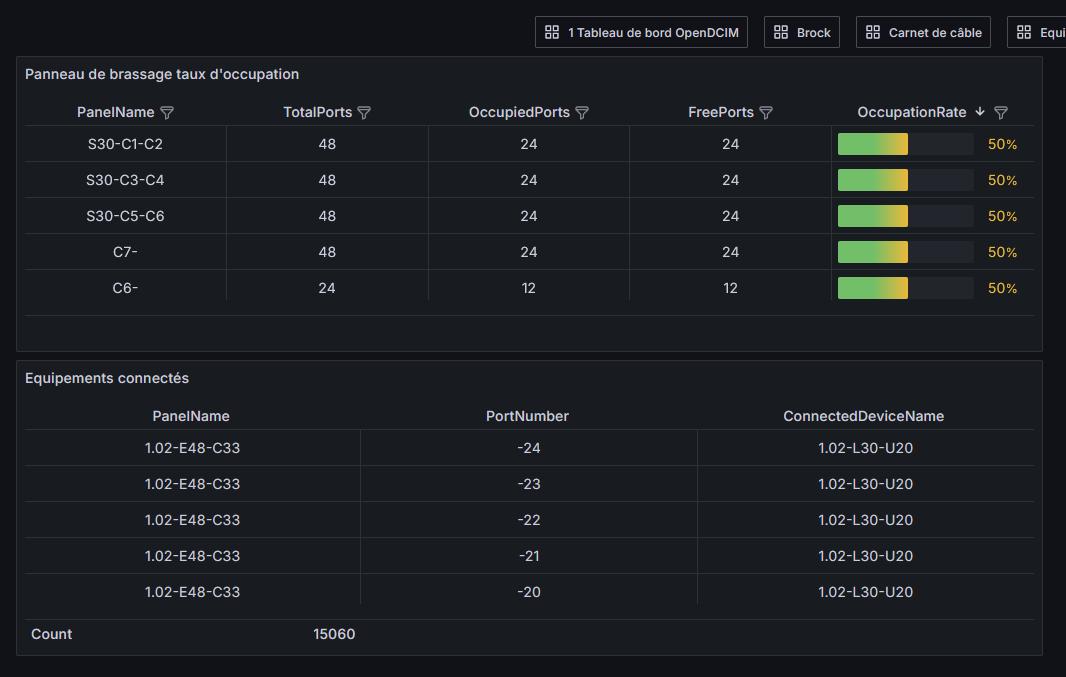 1 Tableau de bord OpenDCIM Brock Carnet de câble Equi
Panneau de brassage taux d'occupation
PanelName TotalPorts OccupiedPorts FreePorts OccupationRate
S30-C1-C2 48 24 24 50%
S30-C3-C4 48 24 24 50%
S30-C5-C6 48 24 24 50%
C7- 48 24 24 50%
C6- 24 12 12 50%
Equipements connectés
PanelName PortNumber ConnectedDeviceName
1.02-E48-C33 -24 1.02-L30-U20
1.02-E48-C33 -23 1.02-L30-U20
1.02-E48-C33 -22 1.02-L30-U20
1.02-E48-C33 -21 1.02-L30-U20
1.02-E48-C33 -20 1.02-L30-U20
Count 15060